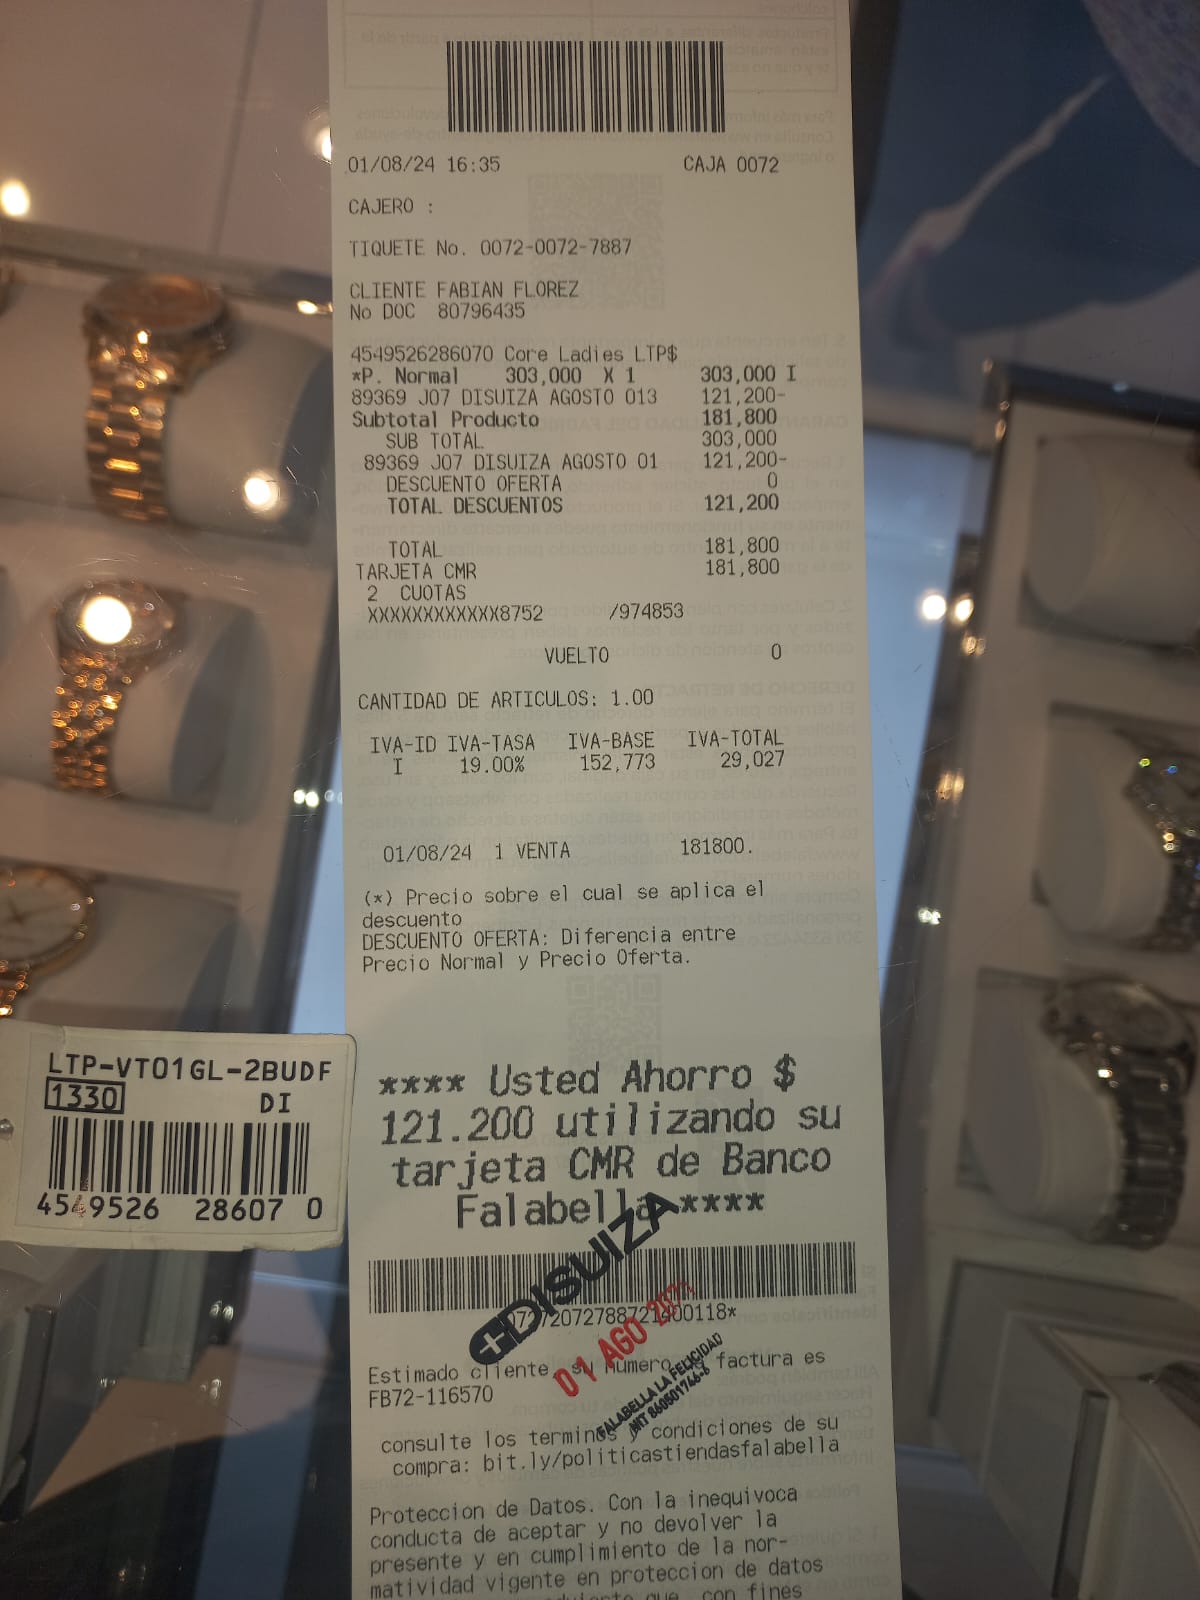 01/08/24 16:35 CAJA 0072
CAJERO :
TIQUETE No. 0072-0072-7887
CLIENTE FABIAN FLOREZ
No DOC 80796435
4549526286070 Core Ladies LTP$
*P. Normal 303,000 X 1 303,000 I
89369 J07 DISUIZA AGOSTO 013 121,200-
Subtotal Producto 181,800
SUB TOTAL 303,000
89369 J07 DISUIZA AGOSTO 01 121,200-
DESCUENTO OFERTA 0
TOTAL DESCUENTOS 121,200
TOTAL 181,800
TARJETA CMR 181,800
2 CUOTAS
XXXXXXXXXXXX8752 /974853
VUELTO 0
CANTIDAD DE ARTICULOS: 1.00
IVA-ID IVA-TASA IVA-BASE IVA-TOTAL
I 19.00% 152,773 29,027
01/08/24 1 VENTA 181800.
(*) Precio sobre el cual se aplica el
descuento
DESCUENTO OFERTA: Diferencia entre
Precio Normal y Precio Oferta.
**** Usted Ahorro $
121.200 utilizando su
tarjeta CMR de Banco
Falabella ****
DISUIZA
01 AGO
FALABELLA LA FELICIDAD
NIT 860501766-6
Estimado cliente su numero factura es
FB72-116570
consulte los terminos y condiciones de su
compra: bit.ly/politicastiendasfalabella
Proteccion de Datos. Con la inequivoca
conducta de aceptar y no devolver la
presente y en cumplimiento de la nor-
matividad vigente en proteccion de datos
que con fines
LTP-VT01GL-2BUDF
1330 DI
4549526 28607 0